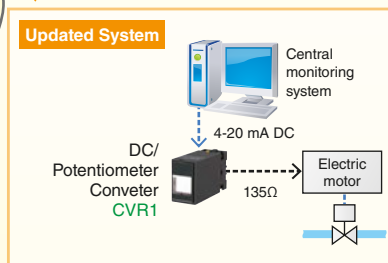 Updated System
Central
monitoring
system
4-20 mA DC
DC/
Potentiometer
Conveter
CVR1
135Ω
Electric
motor